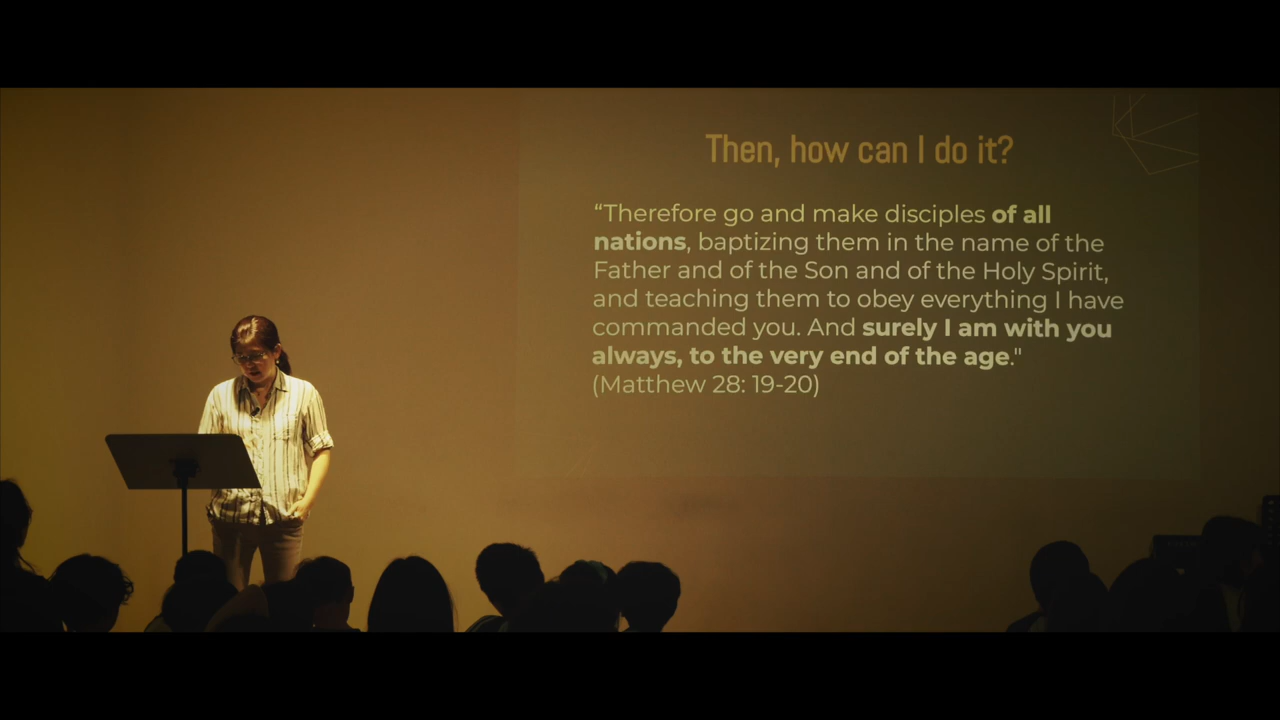 Then, how can I do it?
“Therefore go and make disciples of all
nations, baptizing them in the name of the
Father and of the Son and of the Holy Spirit,
and teaching them to obey everything I have
commanded you. And surely I am with you
always, to the very end of the age."
(Matthew 28: 19-20)